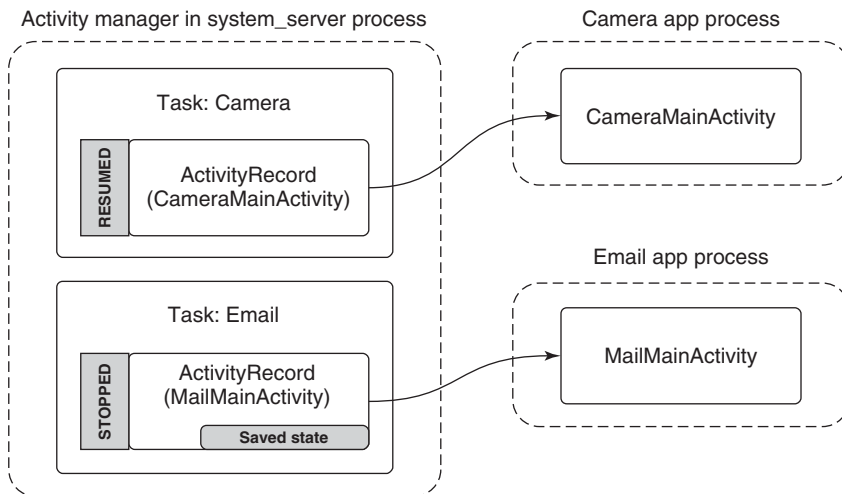 Activity manager in system_server process
Task: Camera
RESUMED
ActivityRecord
(CameraMainActivity)
Task: Email
STOPPED
ActivityRecord
(MailMainActivity)
Saved state
Camera app process
CameraMainActivity
Email app process
MailMainActivity